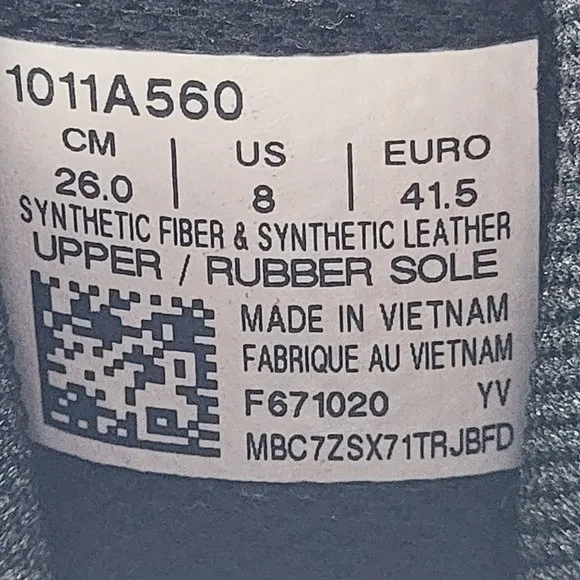 1011A560
CM | US | EURO
26.0 | 8 | 41.5
SYNTHETIC FIBER & SYNTHETIC LEATHER
UPPER / RUBBER SOLE
MADE IN VIETNAM
FABRIQUE AU VIETNAM
F671020 YV
MBC7ZSX71TRJBFD